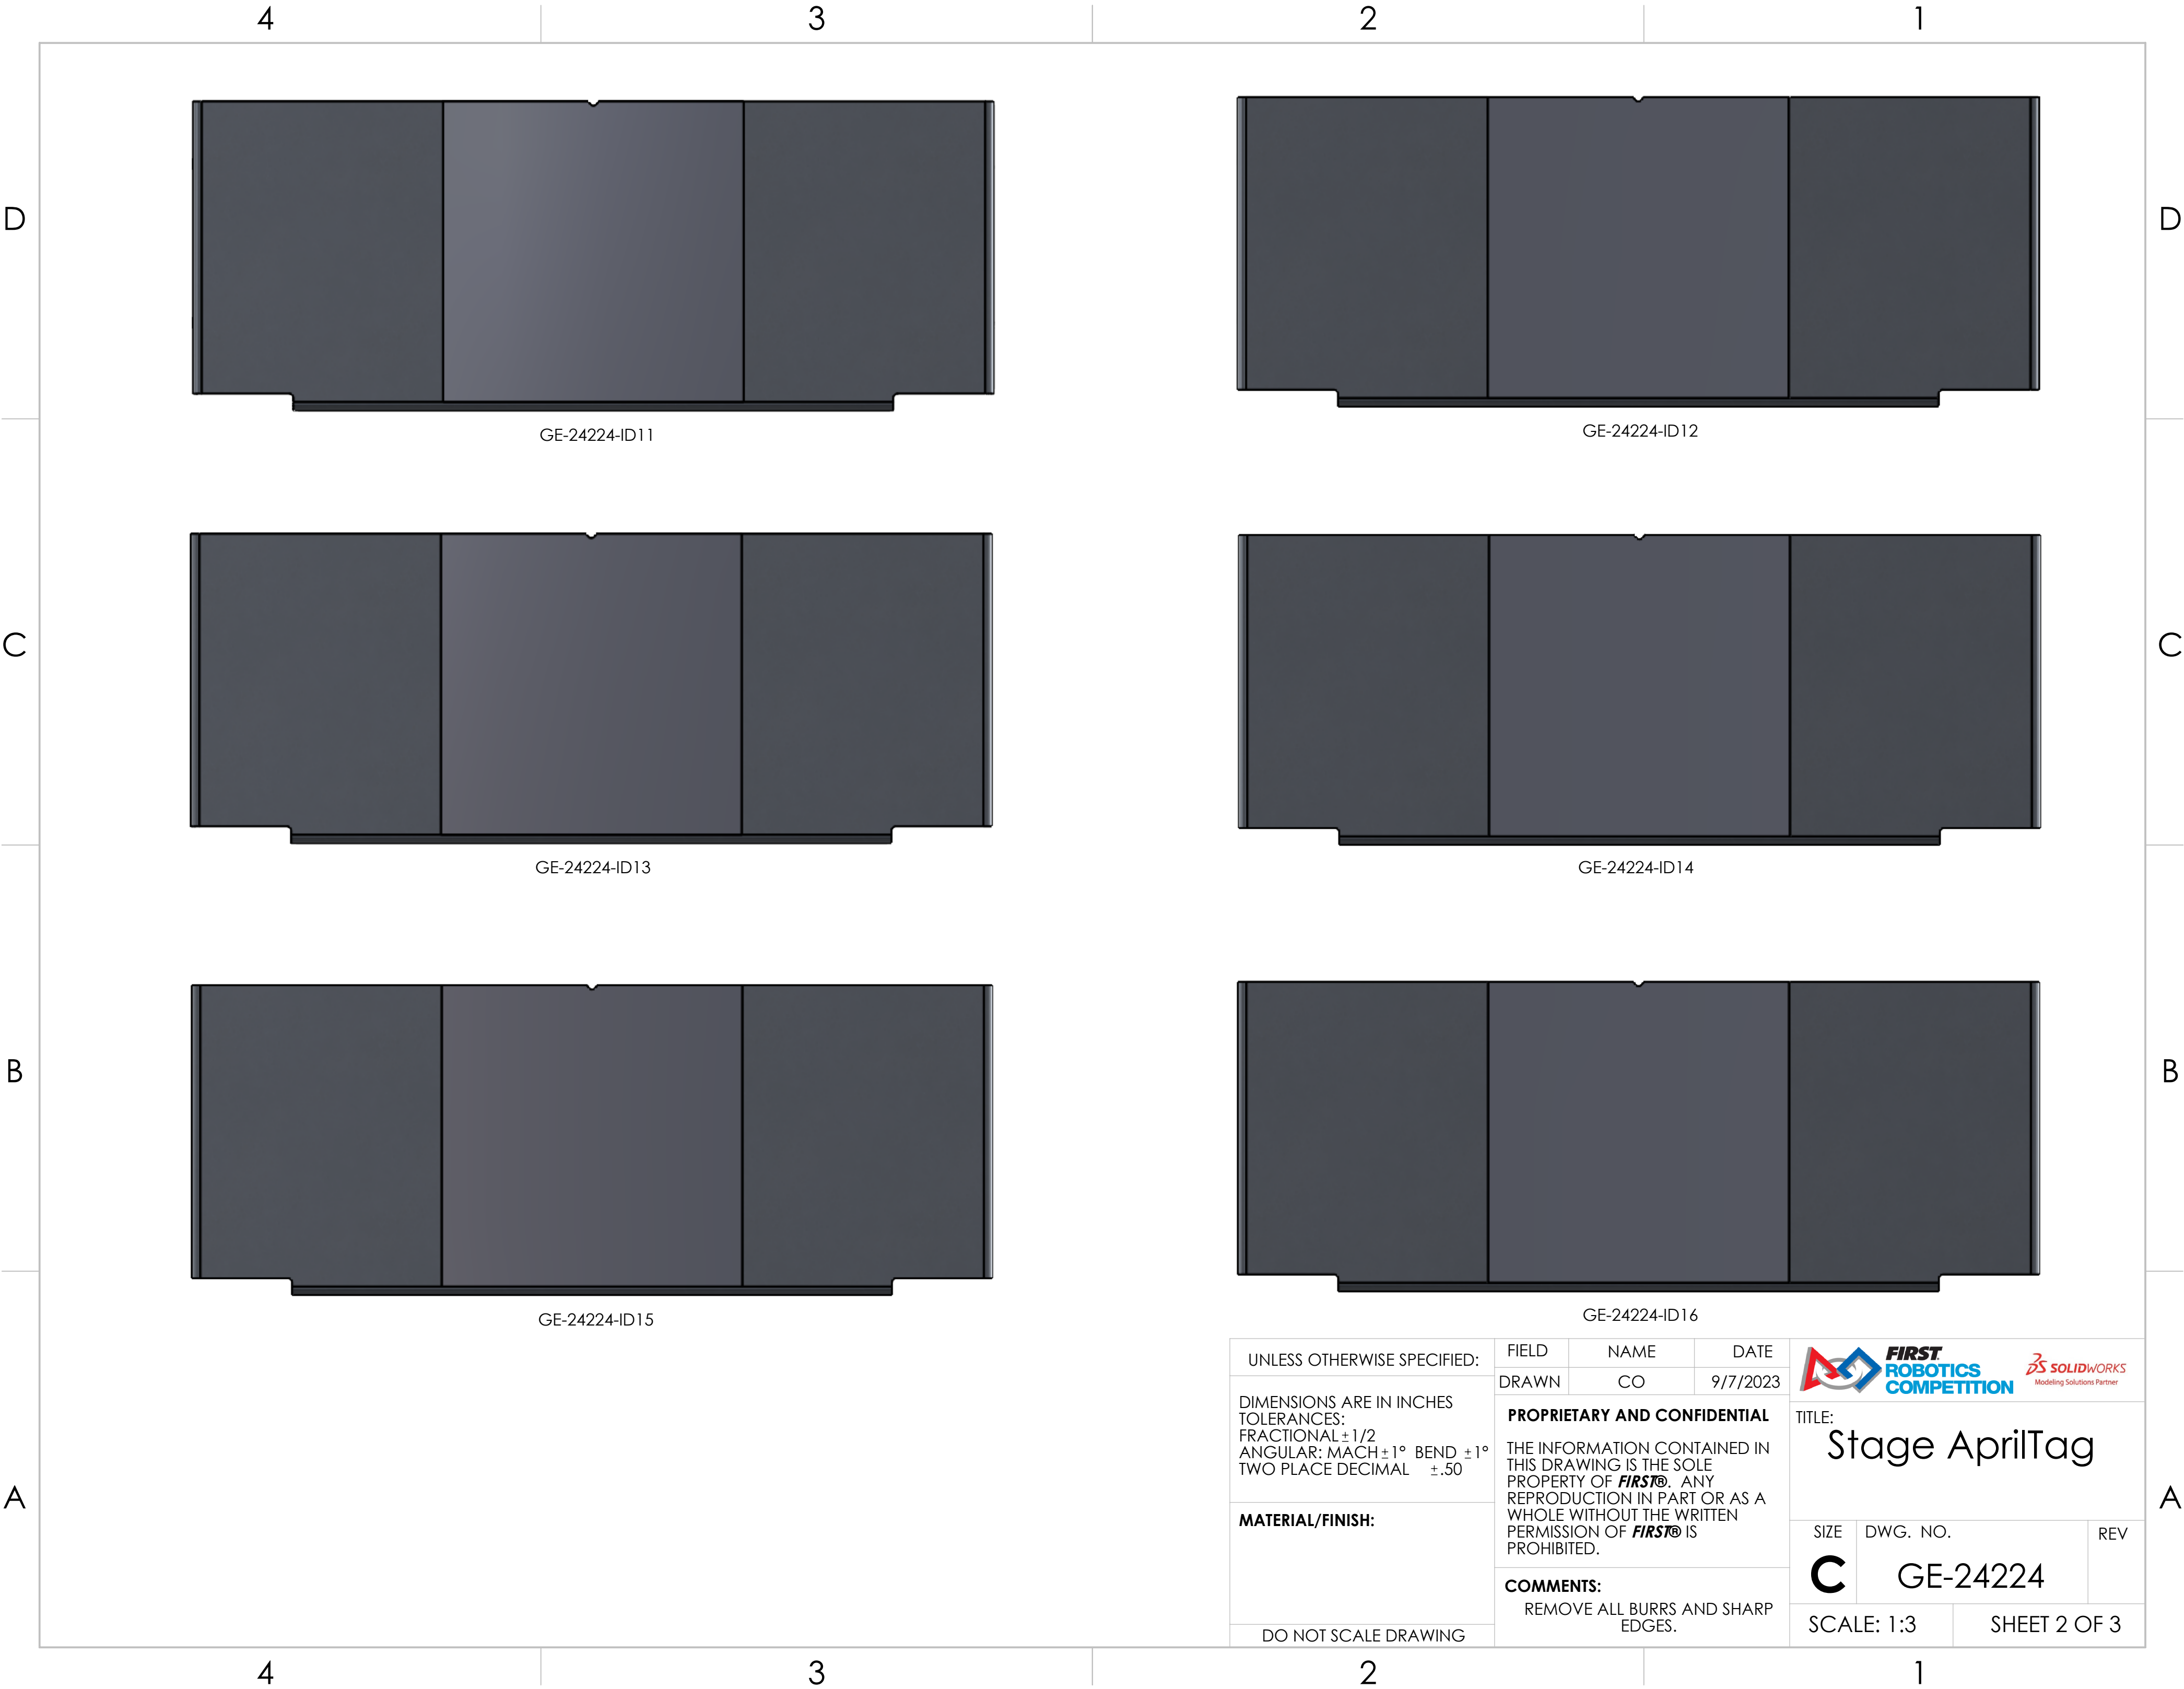 4 3 2 1
D D
GE-24224-ID11
GE-24224-ID12
C C
GE-24224-ID13
GE-24224-ID14
B B
GE-24224-ID15
GE-24224-ID16
UNLESS OTHERWISE SPECIFIED:
DIMENSIONS ARE IN INCHES
TOLERANCES:
FRACTIONAL±1/2
ANGULAR: MACH±1° BEND ±1°
TWO PLACE DECIMAL ±.50
MATERIAL/FINISH:
DO NOT SCALE DRAWING
FIELD NAME DATE
DRAWN CO 9/7/2023
PROPRIETARY AND CONFIDENTIAL
THE INFORMATION CONTAINED IN
THIS DRAWING IS THE SOLE
PROPERTY OF FIRST®. ANY
REPRODUCTION IN PART OR AS A
WHOLE WITHOUT THE WRITTEN
PERMISSION OF FIRST® IS
PROHIBITED.
COMMENTS:
REMOVE ALL BURRS AND SHARP
EDGES.
FIRST
ROBOTICS
COMPETITION
SOLIDWORKS
Modeling Solutions Partner
TITLE:
Stage AprilTag
SIZE DWG. NO. REV
C GE-24224
SCALE: 1:3 SHEET 2 OF 3
A A
4 3 2 1